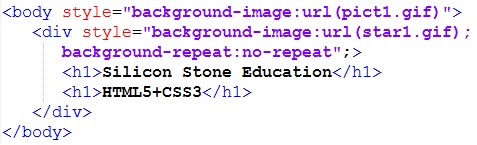 <body style="background-image:url(pict1.gif)">
<div style="background-image:url(star1.gif);
background-repeat:no-repeat";>
<h1>Silicon Stone Education</h1>
<h1>HTML5+CSS3</h1>
</div>
</body>